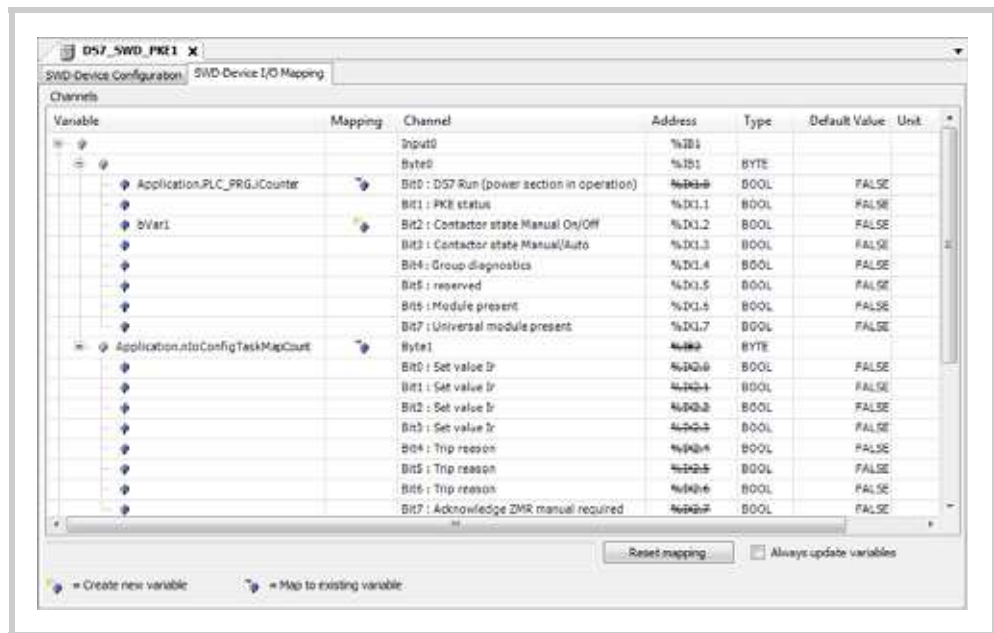 DS7_SWD_PKE1 X
SWD-Device Configuration SWD-Device I/O Mapping
Channels
Variable Mapping Channel Address Type Default Value Unit
Input0 %IB1
Byte0 %IB1 BYTE
Application.PLC_PRG.iCounter Bit0 : DS7 Run (power section in operation) %IX1.0 BOOL FALSE
Bit1 : PKE status %IX1.1 BOOL FALSE
bVar1 Bit2 : Contactor state Manual On/Off %IX1.2 BOOL FALSE
Bit3 : Contactor state Manual/Auto %IX1.3 BOOL FALSE
Bit4 : Group diagnostics %IX1.4 BOOL FALSE
Bit5 : reserved %IX1.5 BOOL FALSE
Bit6 : Module present %IX1.6 BOOL FALSE
Bit7 : Universal module present %IX1.7 BOOL FALSE
Application.nIoConfigTaskMapCount Byte1 %IB2 BYTE
Bit0 : Set value Ir %IX2.0 BOOL FALSE
Bit1 : Set value Ir %IX2.1 BOOL FALSE
Bit2 : Set value Ir %IX2.2 BOOL FALSE
Bit3 : Set value Ir %IX2.3 BOOL FALSE
Bit4 : Trip reason %IX2.4 BOOL FALSE
Bit5 : Trip reason %IX2.5 BOOL FALSE
Bit6 : Trip reason %IX2.6 BOOL FALSE
Bit7 : Acknowledge ZMR manual required %IX2.7 BOOL FALSE
Reset mapping Always update variables
= Create new variable = Map to existing variable